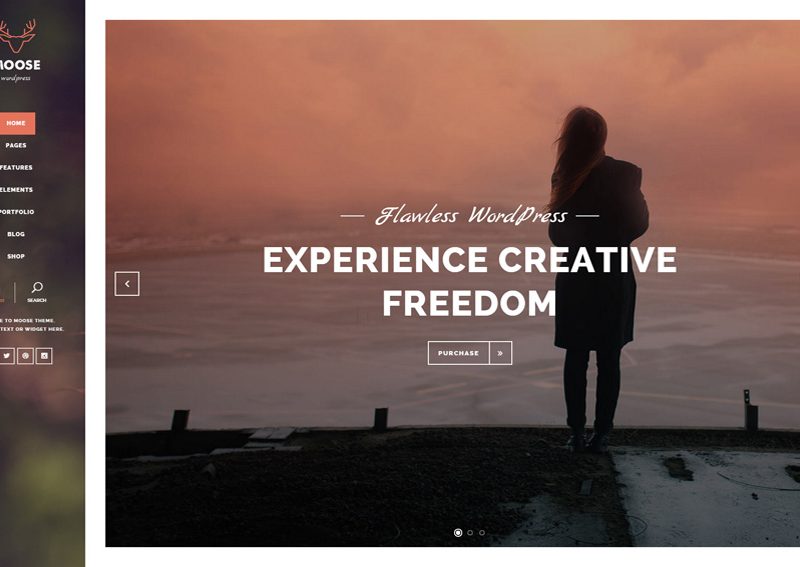 MOOSE
wordpress
HOME
PAGES
FEATURES
ELEMENTS
PORTFOLIO
BLOG
SHOP
SEARCH
TO MOOSE THEME.
TEXT OR WIDGET HERE.
Flawless WordPress
EXPERIENCE CREATIVE
FREEDOM
PURCHASE